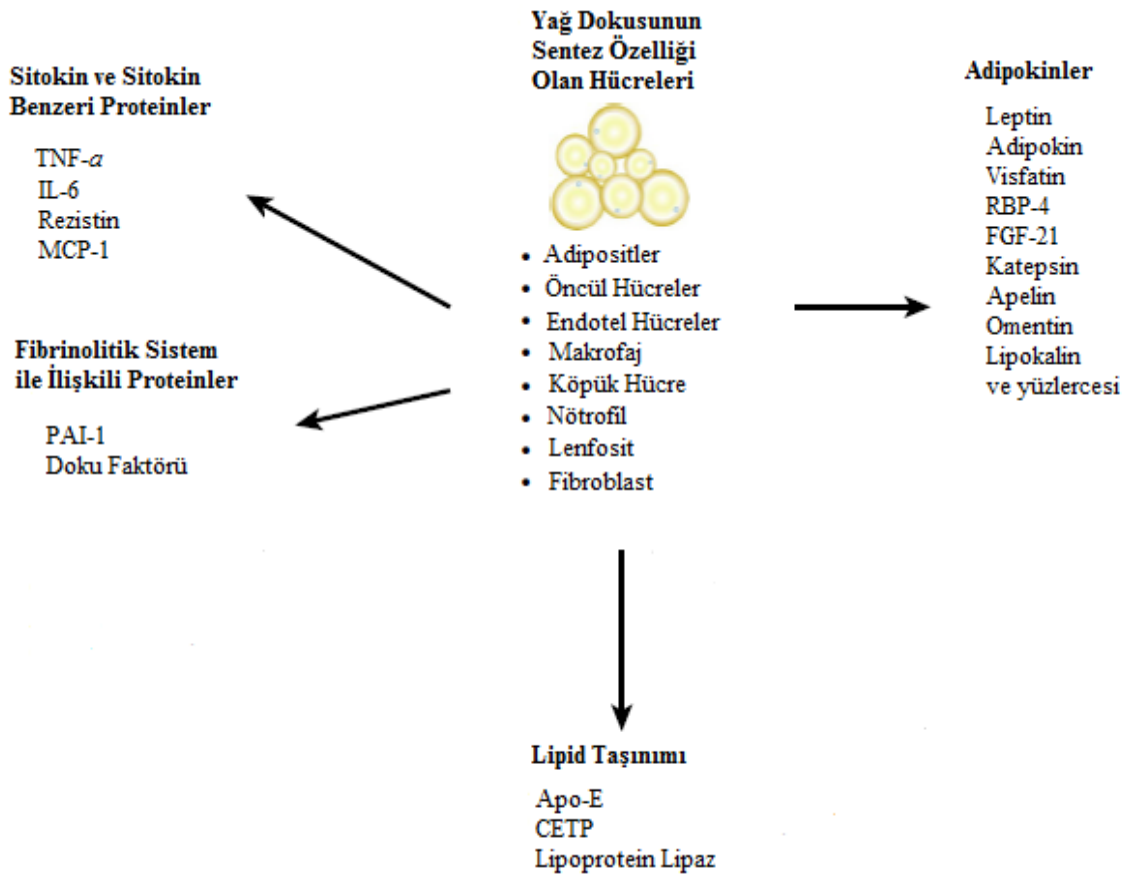 Yağ Dokusunun
Sentez Özelliği
Olan Hücreleri
Sitokin ve Sitokin
Benzeri Proteinler
TNF-α
IL-6
Rezistin
MCP-1
Fibrinolitik Sistem
ile İlişkili Proteinler
PAI-1
Doku Faktörü
• Adipositler
• Öncül Hücreler
• Endotel Hücreler
• Makrofaj
• Köpük Hücre
• Nötrofil
• Lenfosit
• Fibroblast
Adipokinler
Leptin
Adipokin
Visfatin
RBP-4
FGF-21
Katepsin
Apelin
Omentin
Lipokalin
ve yüzlercesi
Lipid Taşınımı
Apo-E
CETP
Lipoprotein Lipaz